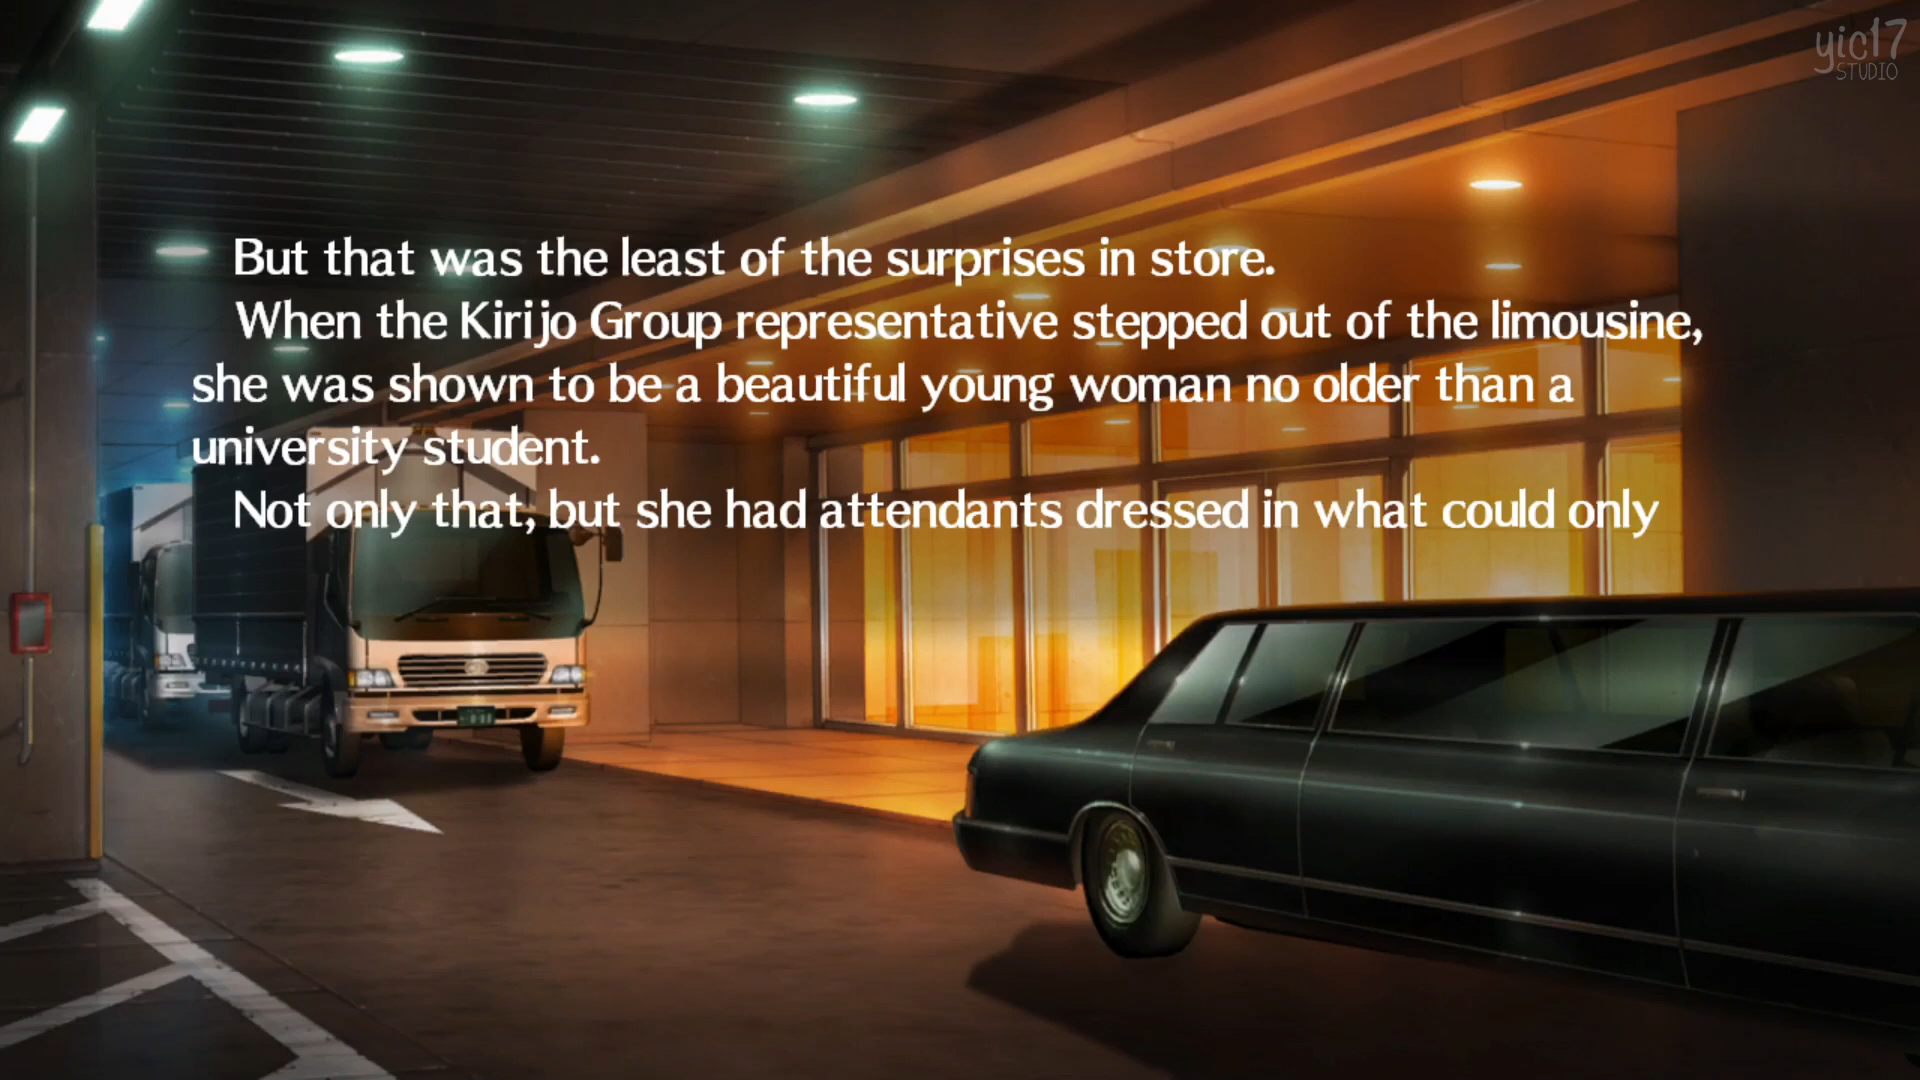 yic17
STUDIO
But that was the least of the surprises in store.
When the Kirijo Group representative stepped out of the limousine,
she was shown to be a beautiful young woman no older than a
university student.
Not only that, but she had attendants dressed in what could only